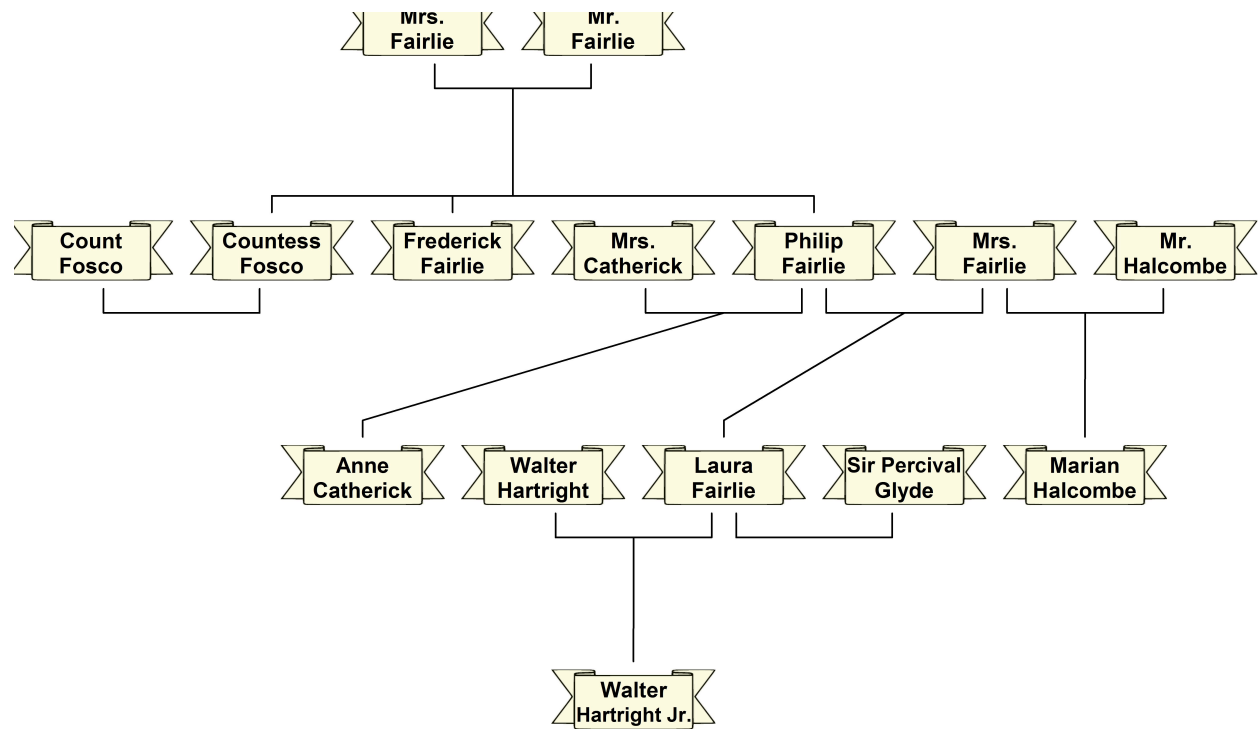 Mrs.
Fairlie
Mr.
Fairlie
Count
Fosco
Countess
Fosco
Frederick
Fairlie
Mrs.
Catherick
Philip
Fairlie
Mrs.
Fairlie
Mr.
Halcombe
Anne
Catherick
Walter
Hartright
Laura
Fairlie
Sir Percival
Glyde
Marian
Halcombe
Walter
Hartright Jr.